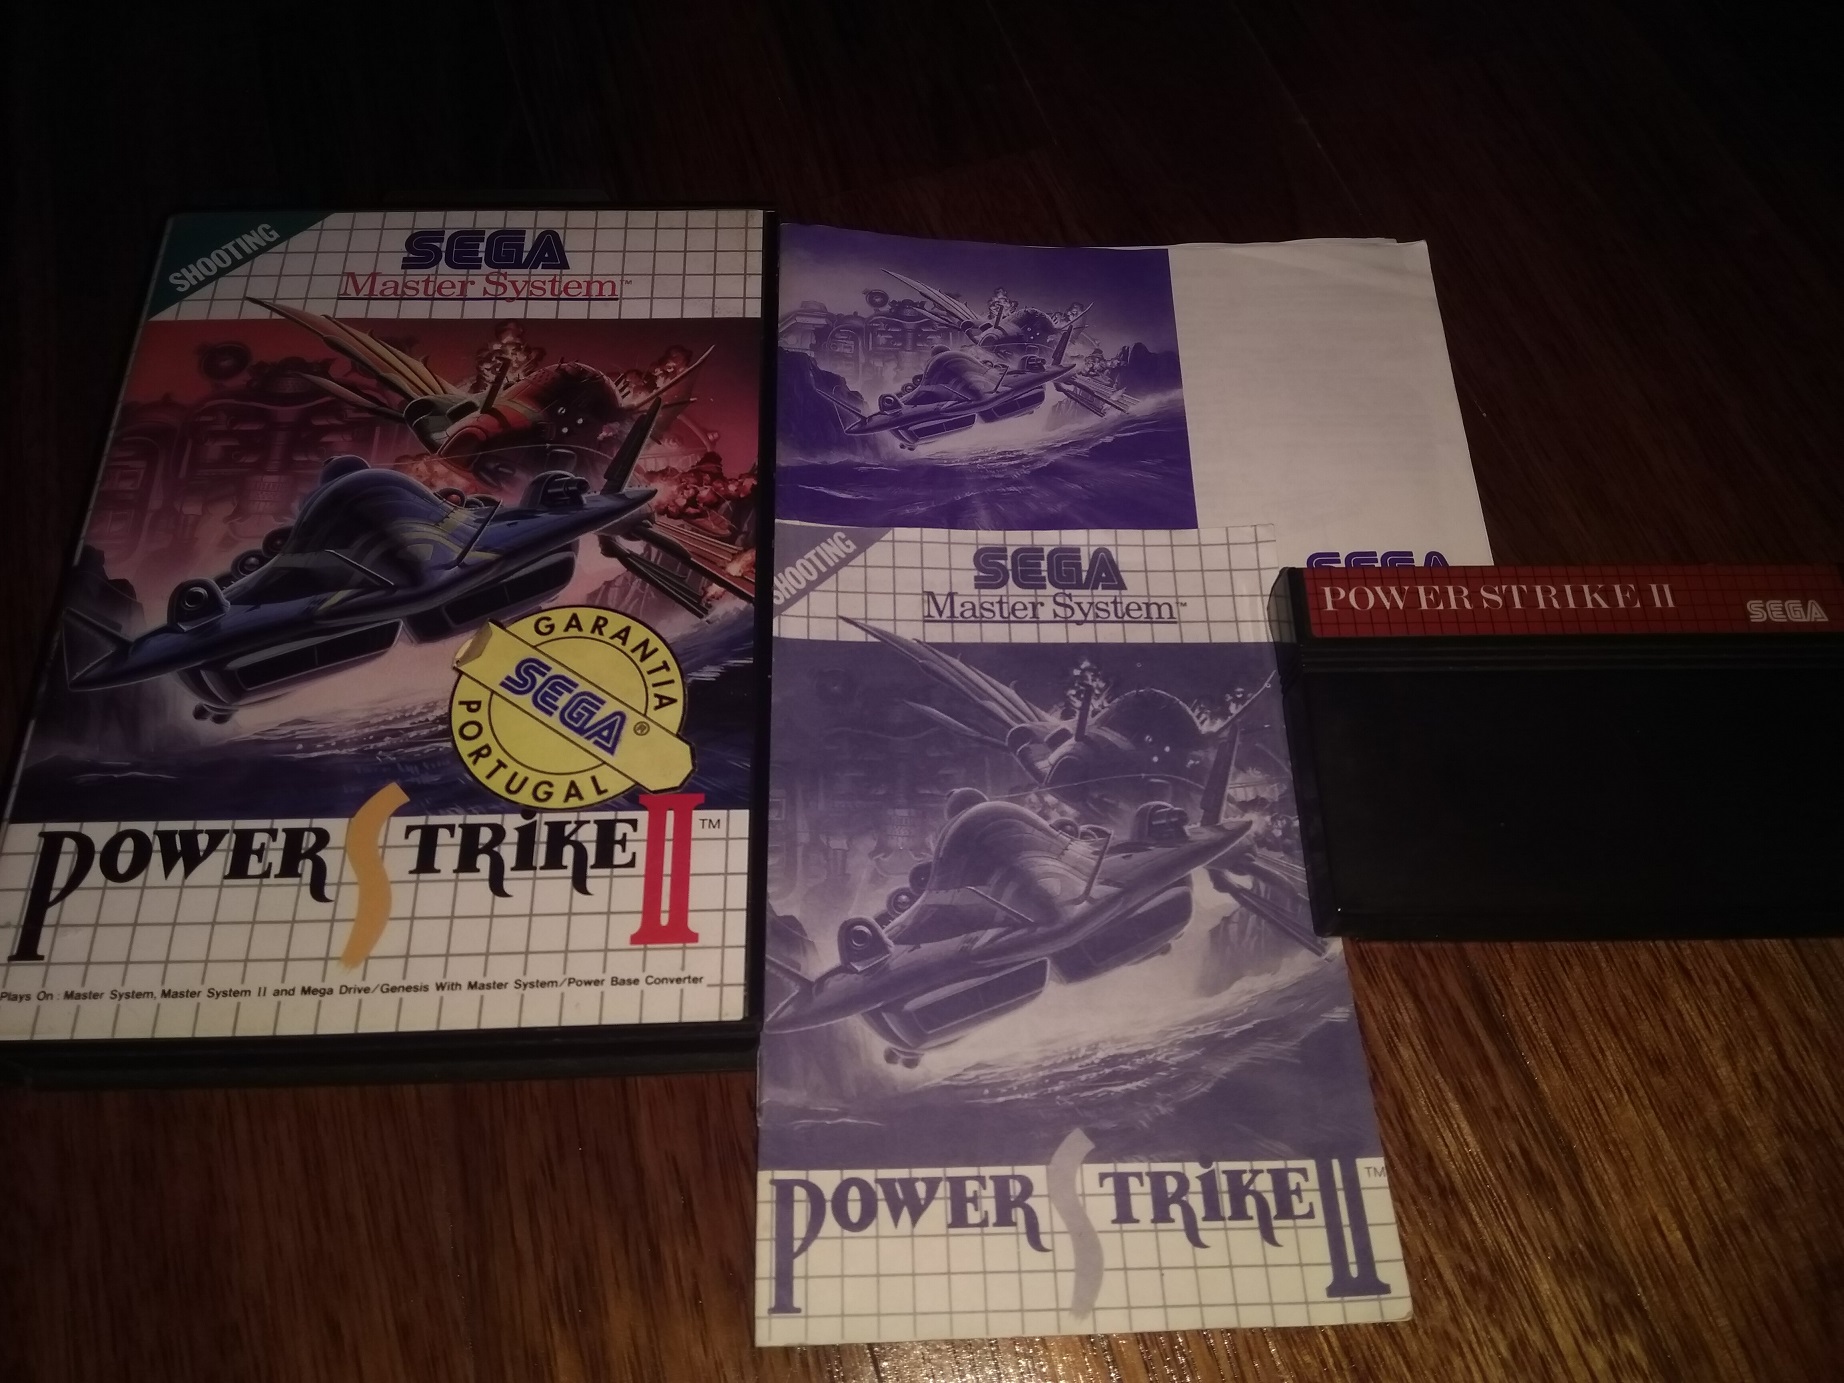 SHOOTING
SEGA
Master System™
GARANTIA
SEGA®
PORTUGAL
POWER STRIKE II™
Plays On : Master System, Master System II and Mega Drive/Genesis With Master System/Power Base Converter
SEGA
SHOOTING
SEGA
Master System™
POWER STRIKE II™
POWER STRIKE II
SEGA